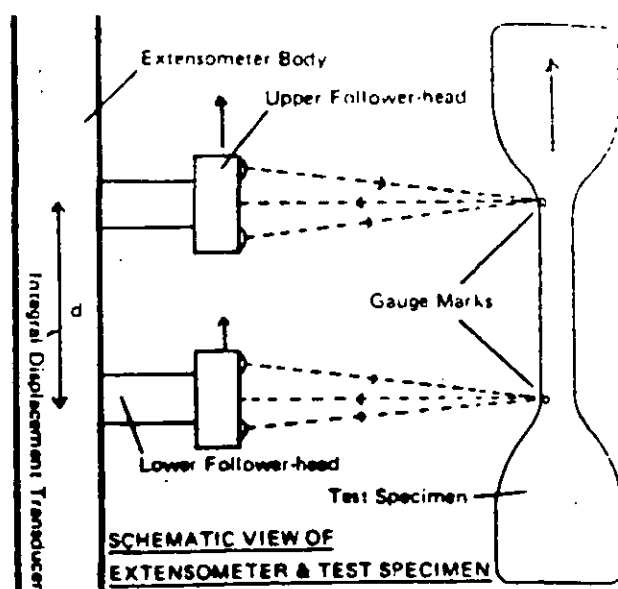 Extensometer Body
Upper Follower-head
d
Integral Displacement Transducer
Gauge Marks
Lower Follower-head
Test Specimen
SCHEMATIC VIEW OF
EXTENSOMETER & TEST SPECIMEN